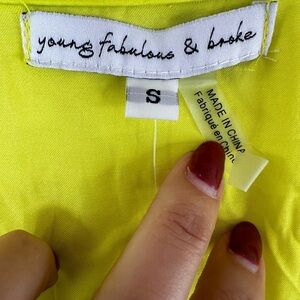 young fabulous & broke
S
MADE IN CHINA
Fabriqué en Chine